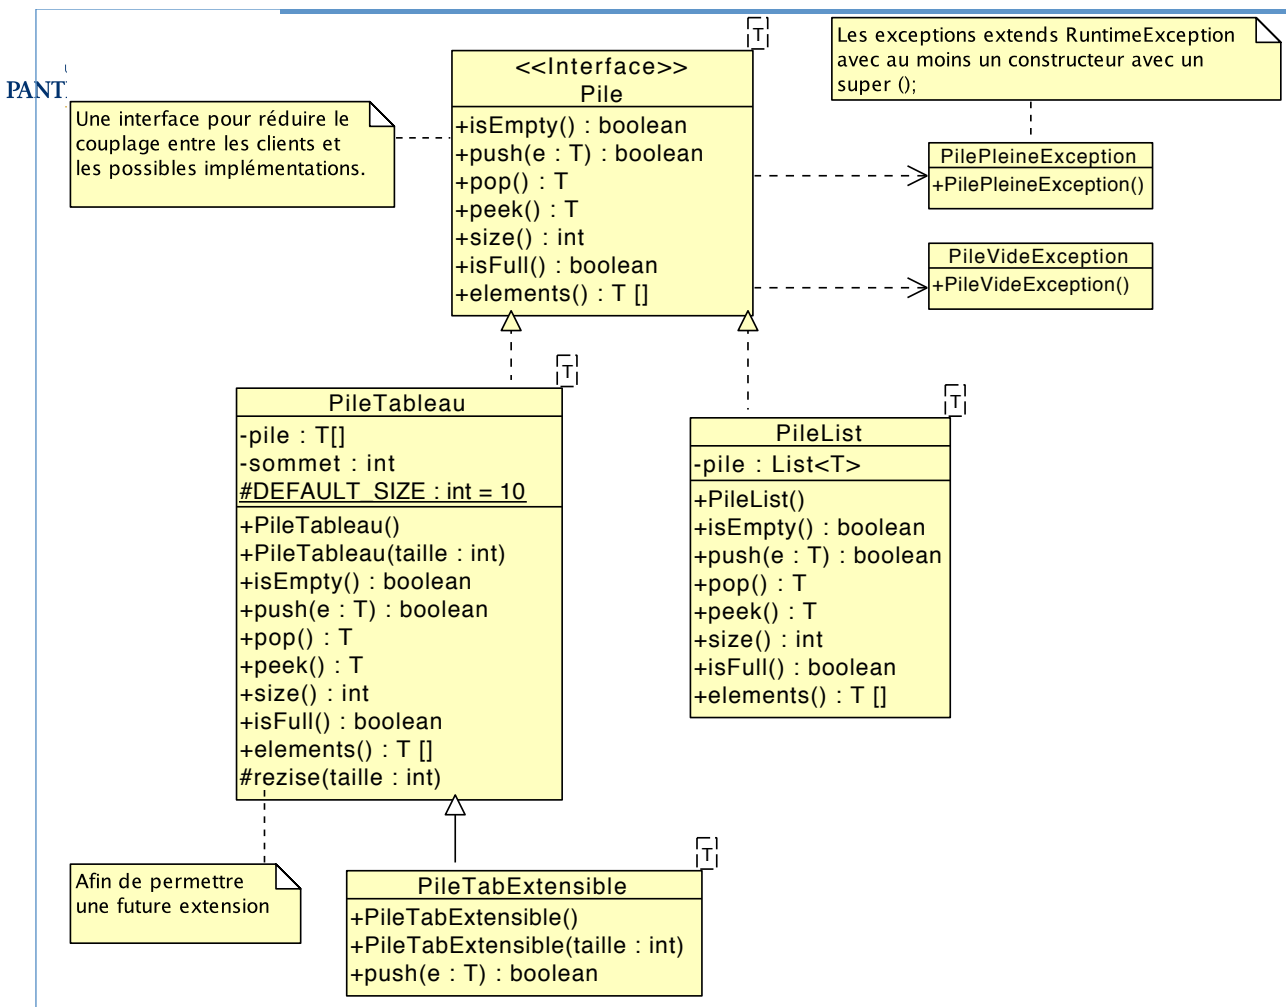 T
<<Interface>>
Pile
+isEmpty() : boolean
+push(e : T) : boolean
+pop() : T
+peek() : T
+size() : int
+isFull() : boolean
+elements() : T []
Les exceptions extends RuntimeException
avec au moins un constructeur avec un
super ();
PANT
Une interface pour réduire le
couplage entre les clients et
les possibles implémentations.
PilePleineException
+PilePleineException()
PileVideException
+PileVideException()
T
PileTableau
-pile : T[]
-sommet : int
#DEFAULT_SIZE : int = 10
+PileTableau()
+PileTableau(taille : int)
+isEmpty() : boolean
+push(e : T) : boolean
+pop() : T
+peek() : T
+size() : int
+isFull() : boolean
+elements() : T []
#rezise(taille : int)
T
PileList
-pile : List<T>
+PileList()
+isEmpty() : boolean
+push(e : T) : boolean
+pop() : T
+peek() : T
+size() : int
+isFull() : boolean
+elements() : T []
Afin de permettre
une future extension
T
PileTabExtensible
+PileTabExtensible()
+PileTabExtensible(taille : int)
+push(e : T) : boolean